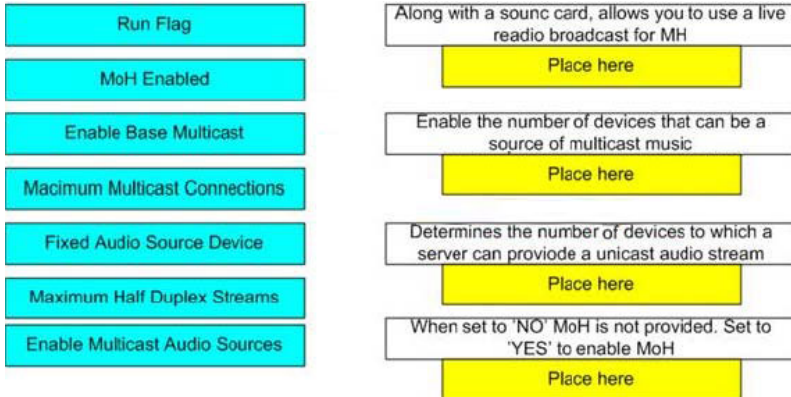 Run Flag
MoH Enabled
Enable Base Multicast
Macimum Multicast Connections
Fixed Audio Source Device
Maximum Half Duplex Streams
Enable Multicast Audio Sources
Along with a sounc card, allows you to use a live
readio broadcast for MH
Place here
Enable the number of devices that can be a
source of multicast music
Place here
Determines the number of devices to which a
server can proviode a unicast audio stream
Place here
When set to 'NO' MoH is not provided. Set to
'YES' to enable MoH
Place here